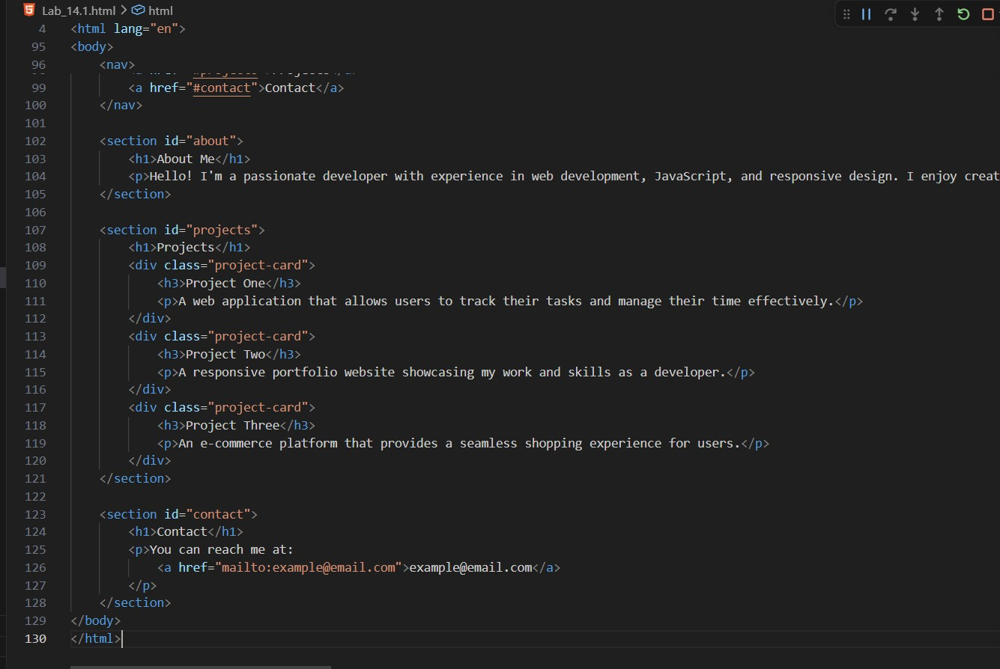 Lab_14.1.html > html
4 <html lang="en">
95 <body>
96 <nav>
99 <a href="#contact">Contact</a>
100 </nav>
101
102 <section id="about">
103 <h1>About Me</h1>
104 <p>Hello! I'm a passionate developer with experience in web development, JavaScript, and responsive design. I enjoy creat
105 </section>
106
107 <section id="projects">
108 <h1>Projects</h1>
109 <div class="project-card">
110 <h3>Project One</h3>
111 <p>A web application that allows users to track their tasks and manage their time effectively.</p>
112 </div>
113 <div class="project-card">
114 <h3>Project Two</h3>
115 <p>A responsive portfolio website showcasing my work and skills as a developer.</p>
116 </div>
117 <div class="project-card">
118 <h3>Project Three</h3>
119 <p>An e-commerce platform that provides a seamless shopping experience for users.</p>
120 </div>
121 </section>
122
123 <section id="contact">
124 <h1>Contact</h1>
125 <p>You can reach me at:
126 <a href="mailto:example@email.com">example@email.com</a>
127 </p>
128 </section>
129 </body>
130 </html>